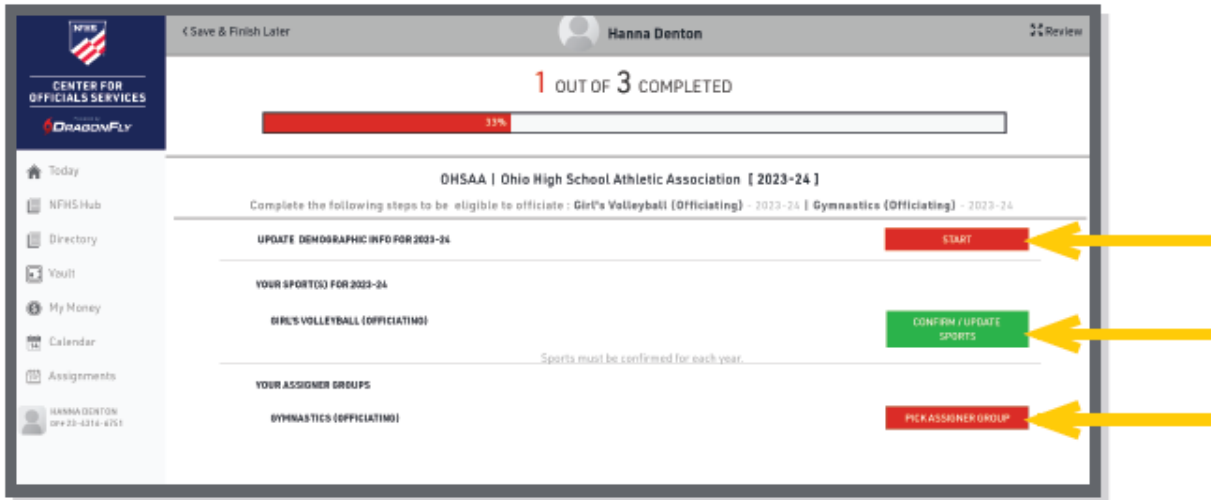 NFHS
CENTER FOR
OFFICIALS SERVICES
Powered by
DRAGONFLY
Today
NFHS Hub
Directory
Vault
My Money
Calendar
Assignments
HANNA DENTON
< Save & Finish Later
Hanna Denton
Review
1 OUT OF 3 COMPLETED
33%
OHSAA | Ohio High School Athletic Association [ 2023-24 ]
Complete the following steps to be eligible to officiate : Girl's Volleyball (Officiating) - 2023-24 | Gymnastics (Officiating) - 2023-24
UPDATE DEMOGRAPHIC INFO FOR 2023-24
START
YOUR SPORT(S) FOR 2023-24
GIRL'S VOLLEYBALL (OFFICIATING)
CONFIRM / UPDATE
SPORTS
Sports must be confirmed for each year.
YOUR ASSIGNER GROUPS
GYMNASTICS (OFFICIATING)
PICK ASSIGNER GROUP